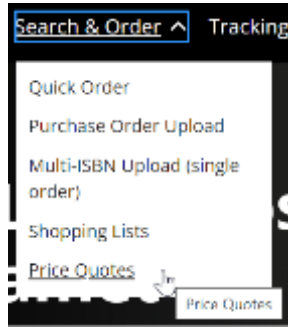 Search & Order Tracking
Quick Order
Purchase Order Upload
Multi-ISBN Upload (single
order)
Shopping Lists
Price Quotes
Price Quotes